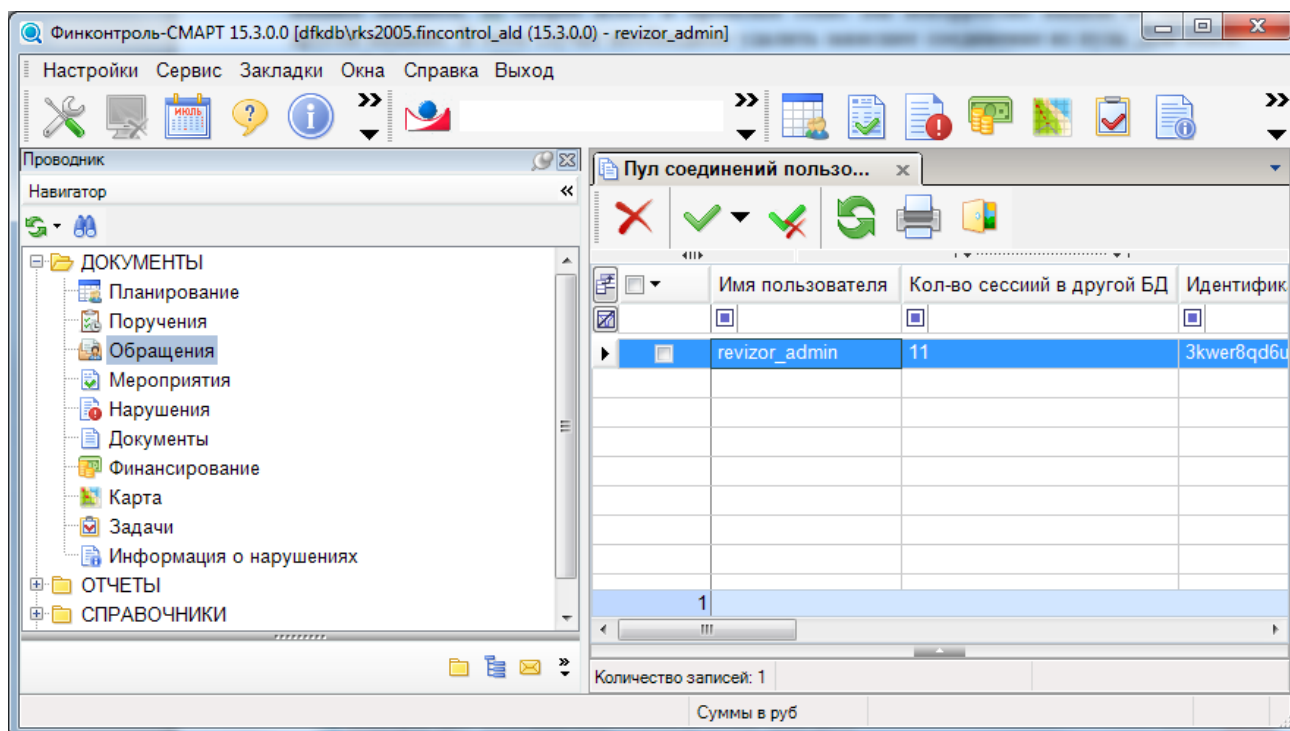 Финконтроль-СМАРТ 15.3.0.0 [dfkdb\rks2005.fincontrol_ald (15.3.0.0) - revizor_admin]
Настройки Сервис Закладки Окна Справка Выход
ИЮЛЬ
Проводник
Навигатор
ДОКУМЕНТЫ
Планирование
Поручения
Обращения
Мероприятия
Нарушения
Документы
Финансирование
Карта
Задачи
Информация о нарушениях
ОТЧЕТЫ
СПРАВОЧНИКИ
Пул соединений пользо...
Имя пользователя Кол-во сессиий в другой БД Идентифик
revizor_admin 11 3kwer8qd6u
1
Количество записей: 1
Суммы в руб